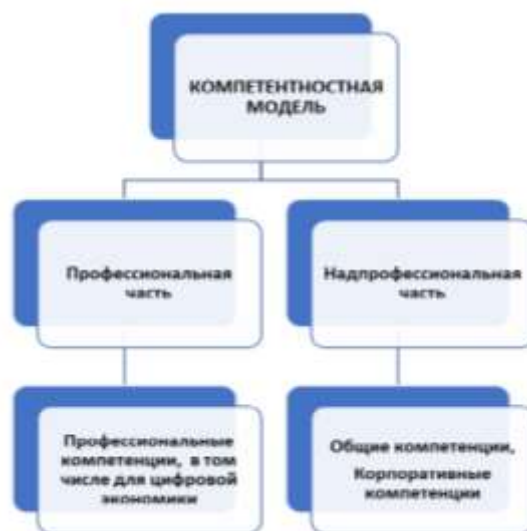 КОМПЕТЕНТНОСТНАЯ
МОДЕЛЬ
Профессиональная
часть
Надпрофессиональная
часть
Профессиональные
компетенции, в том
числе для цифровой
экономики
Общие компетенции,
Корпоративные
компетенции